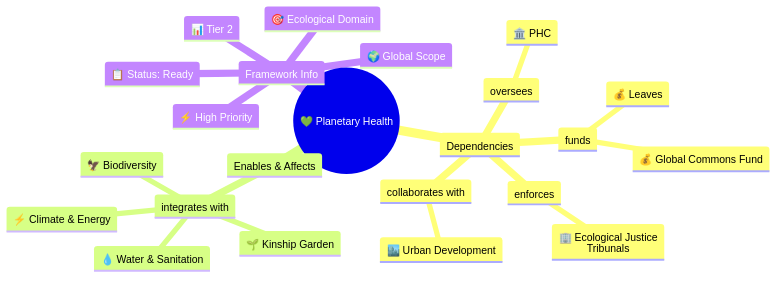 💚 Planetary Health
Framework Info
📊 Tier 2
🎯 Ecological Domain
🌍 Global Scope
📋 Status: Ready
⚡ High Priority
Dependencies
oversees
🏛️ PHC
funds
💰 Leaves
💰 Global Commons Fund
enforces
🏢 Ecological Justice
Tribunals
collaborates with
🏙️ Urban Development
Enables & Affects
integrates with
🦅 Biodiversity
⚡ Climate & Energy
💧 Water & Sanitation
🌱 Kinship Garden